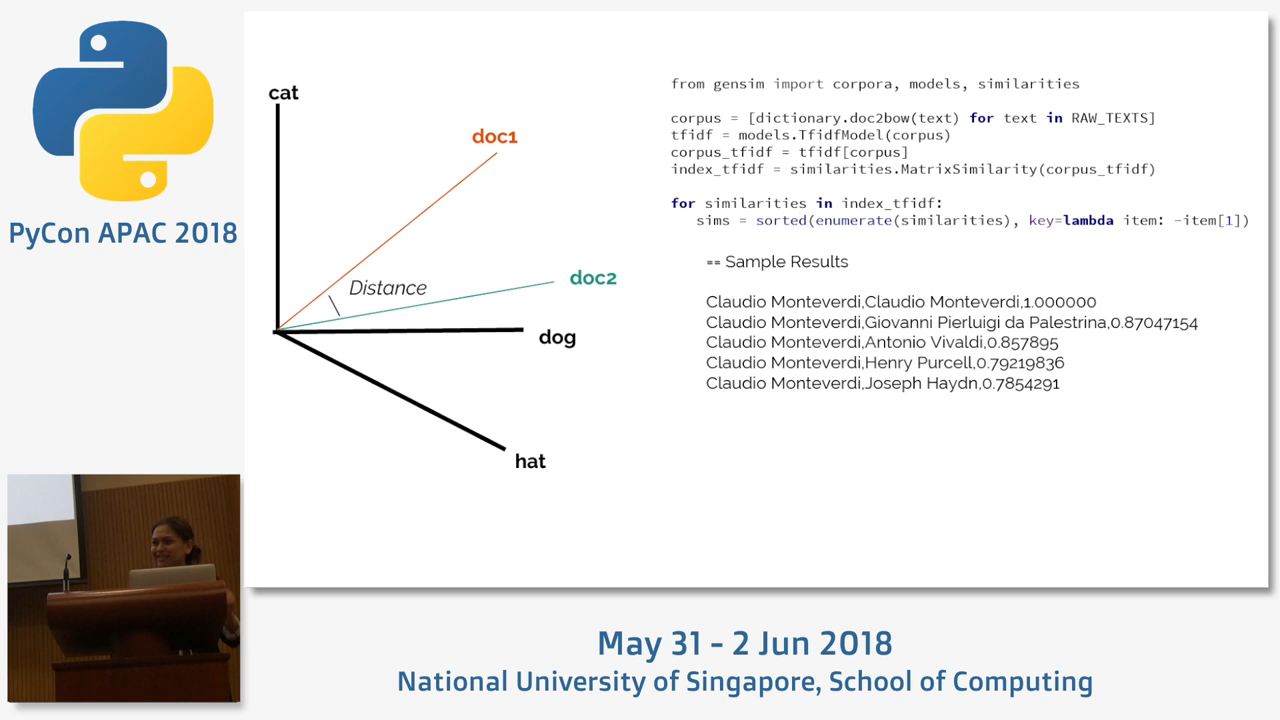 PyCon APAC 2018
cat
doc1
Distance
doc2
dog
hat
from gensim import corpora, models, similarities
corpus = [dictionary.doc2bow(text) for text in RAW_TEXTS]
tfidf = models.TfidfModel(corpus)
corpus_tfidf = tfidf[corpus]
index_tfidf = similarities.MatrixSimilarity(corpus_tfidf)
for similarities in index_tfidf:
sims = sorted(enumerate(similarities), key=lambda item: -item[1])
== Sample Results
Claudio Monteverdi,Claudio Monteverdi,1.000000
Claudio Monteverdi,Giovanni Pierluigi da Palestrina,0.87047154
Claudio Monteverdi,Antonio Vivaldi,0.857895
Claudio Monteverdi,Henry Purcell,0.79219836
Claudio Monteverdi,Joseph Haydn,0.7854291
May 31 - 2 Jun 2018
National University of Singapore, School of Computing